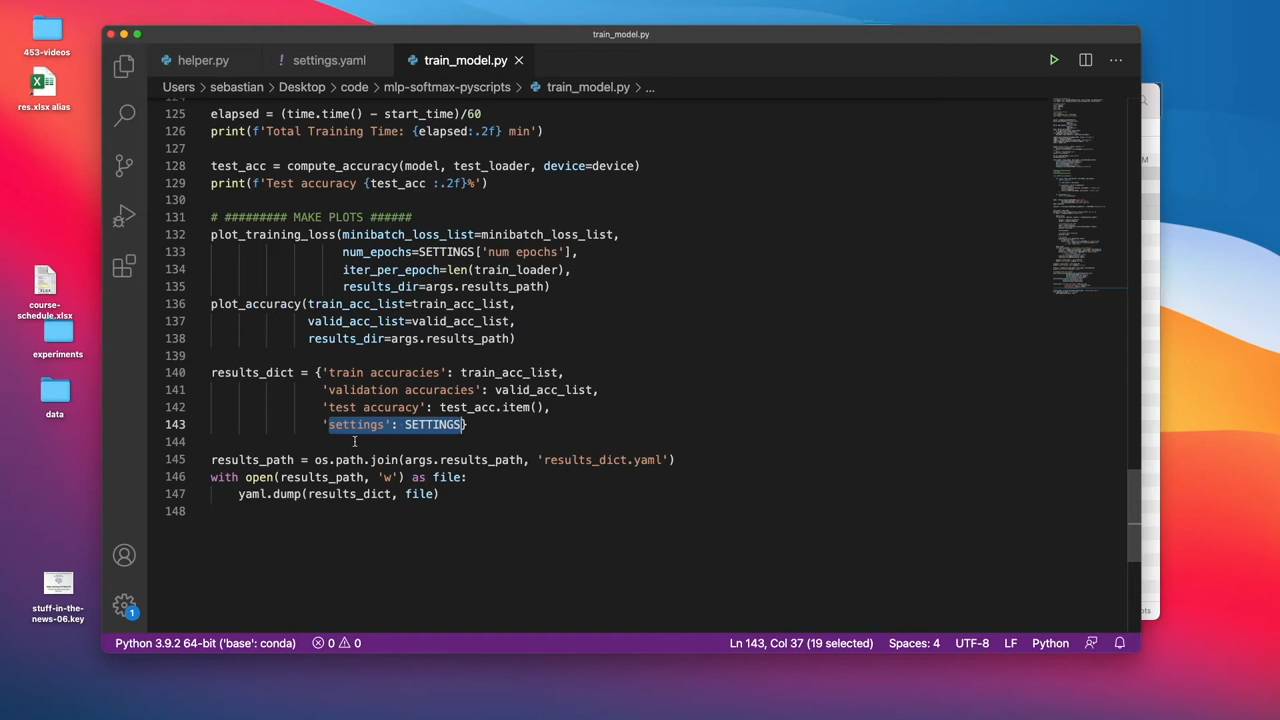 train_model.py
453-videos
res.xlsx alias
course-
schedule.xlsx
experiments
data
stuff-in-the-
news-06.key
helper.py
! settings.yaml
train_model.py
Users > sebastian > Desktop > code > mlp-softmax-pyscripts > train_model.py > ...
125 elapsed = (time.time() - start_time)/60
126 print(f'Total Training Time: {elapsed:.2f} min')
127
128 test_acc = compute_accuracy(model, test_loader, device=device)
129 print(f'Test accuracy {test_acc :.2f}%')
130
131 # ######### MAKE PLOTS ######
132 plot_training_loss(minibatch_loss_list=minibatch_loss_list,
133 num_epochs=SETTINGS['num epochs'],
134 iter_per_epoch=len(train_loader),
135 results_dir=args.results_path)
136 plot_accuracy(train_acc_list=train_acc_list,
137 valid_acc_list=valid_acc_list,
138 results_dir=args.results_path)
139
140 results_dict = {'train accuracies': train_acc_list,
141 'validation accuracies': valid_acc_list,
142 'test accuracy': test_acc.item(),
143 'settings': SETTINGS}
144
145 results_path = os.path.join(args.results_path, 'results_dict.yaml')
146 with open(results_path, 'w') as file:
147 yaml.dump(results_dict, file)
148
1
Python 3.9.2 64-bit ('base': conda) 0 0 Ln 143, Col 37 (19 selected) Spaces: 4 UTF-8 LF Python